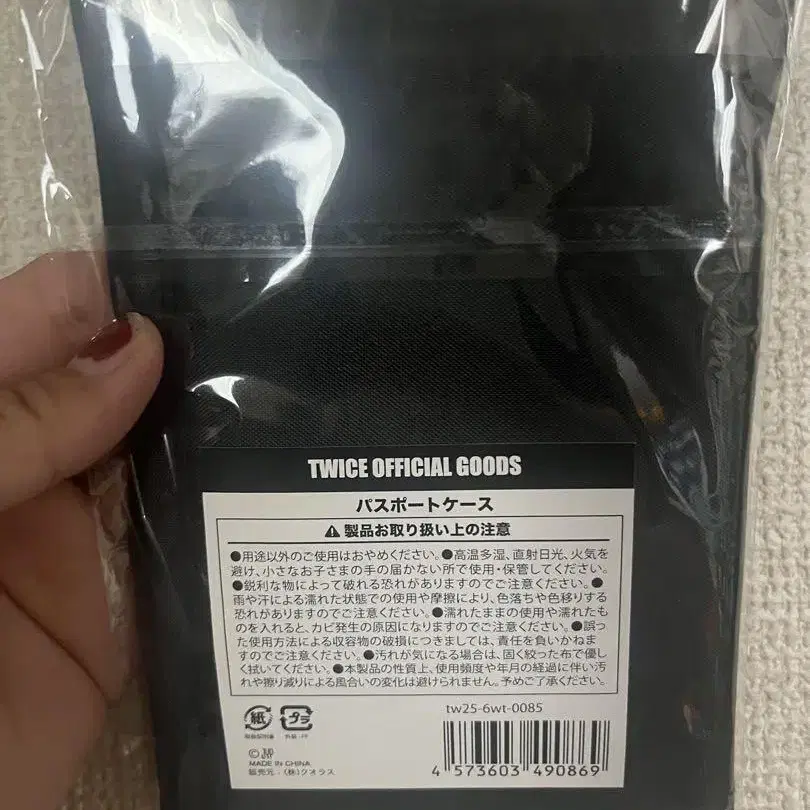 TWICE OFFICIAL GOODS
パスポートケース
⚠製品お取り扱い上の注意
●用途以外のご使用はおやめください。●高温多湿、直射日光、火気を
避け、小さなお子さまの手の届かない所で使用・保管してください。
●鋭利な物によって破れる恐れがありますのでご注意ください。●
雨や汗による濡れた状態での使用や摩擦により、色落ちや色移りする
恐れがありますのでご注意ください。●濡れたままの使用や濡れたも
のを入れると、カビ発生の原因になりますのでご注意ください。●誤っ
た使用方法による収容物の破損につきましては、責任を負いかねま
すのでご注意ください。●汚れが気になる場合は、固く絞った布で優し
く拭いてください。●本製品の性質上、使用頻度や年月の経過に伴い汚
れや擦り減りによる風合いの変化は避けられません。予めご了承ください。
紙 プラ
外装:PP
tw25-6wt-0085
MADE IN CHINA
販売元:(株)クオラス
4 573603 490869